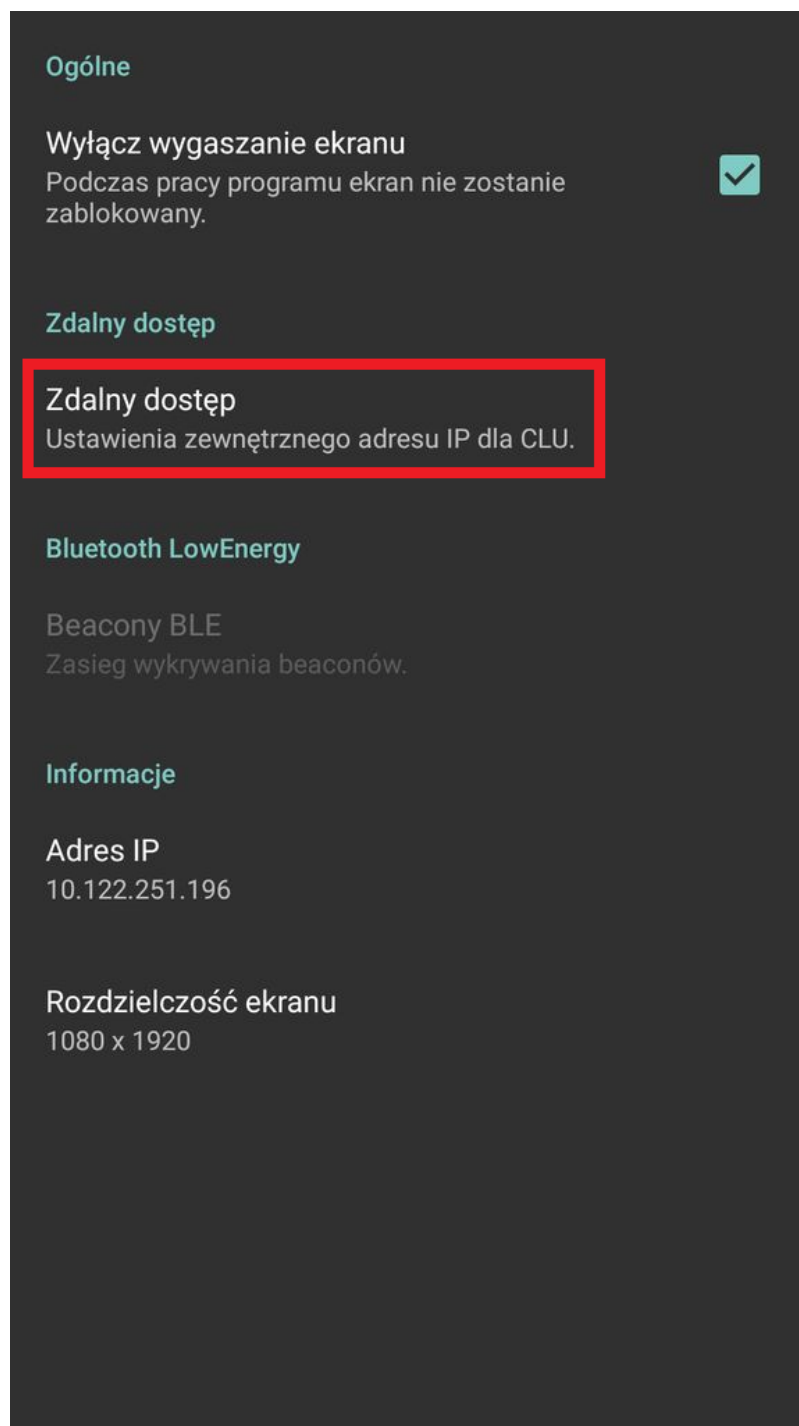 Ogólne
Wyłącz wygaszanie ekranu
Podczas pracy programu ekran nie zostanie
zablokowany.
Zdalny dostęp
Zdalny dostęp
Ustawienia zewnętrznego adresu IP dla CLU.
Bluetooth LowEnergy
Beacony BLE
Zasieg wykrywania beaconów.
Informacje
Adres IP
10.122.251.196
Rozdzielczość ekranu
1080 x 1920